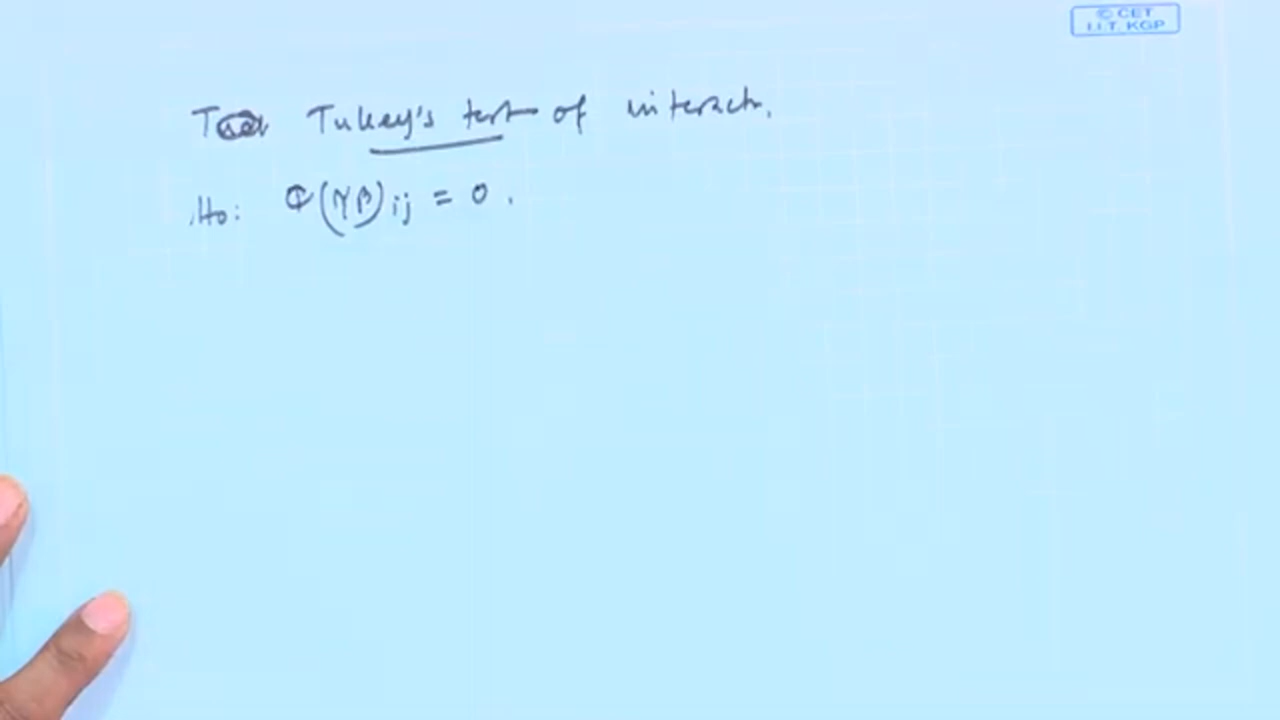 © CET
I.I.T. KGP
Tukey's test of interactn.
Ho: (γβ)ij = 0.